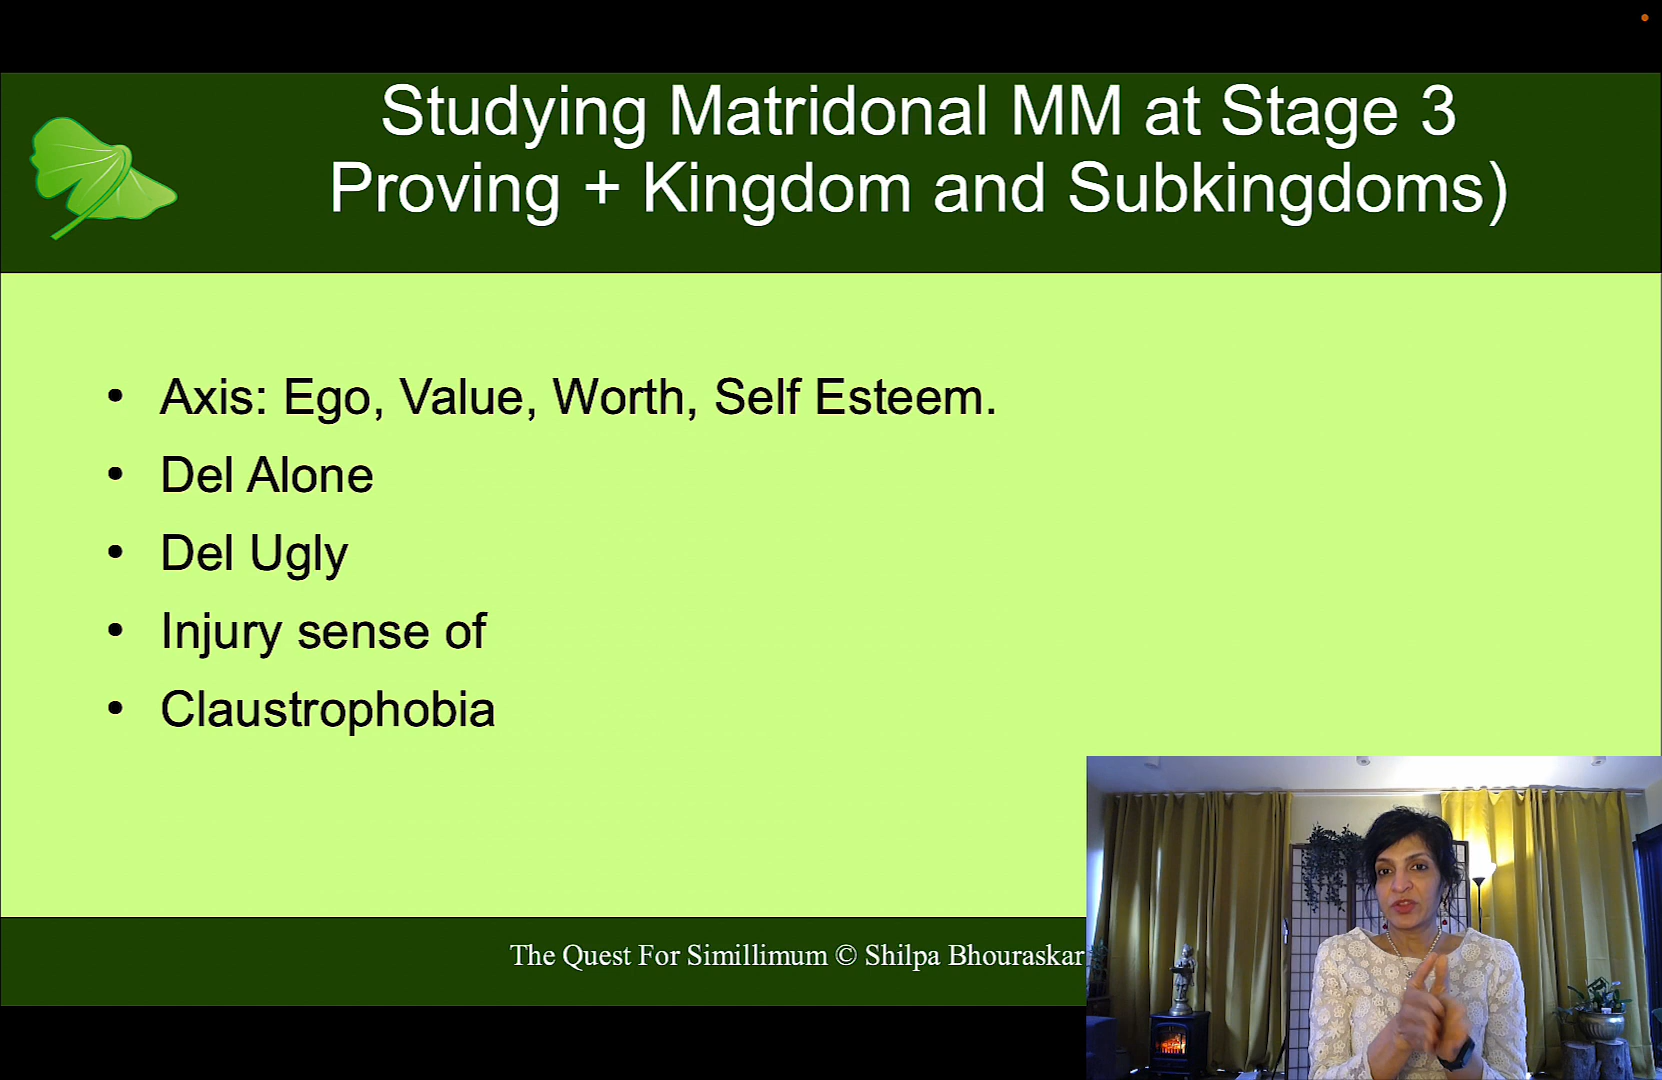 Studying Matridonal MM at Stage 3
Proving + Kingdom and Subkingdoms)
• Axis: Ego, Value, Worth, Self Esteem.
• Del Alone
• Del Ugly
• Injury sense of
• Claustrophobia
The Quest For Simillimum © Shilpa Bhouraskar